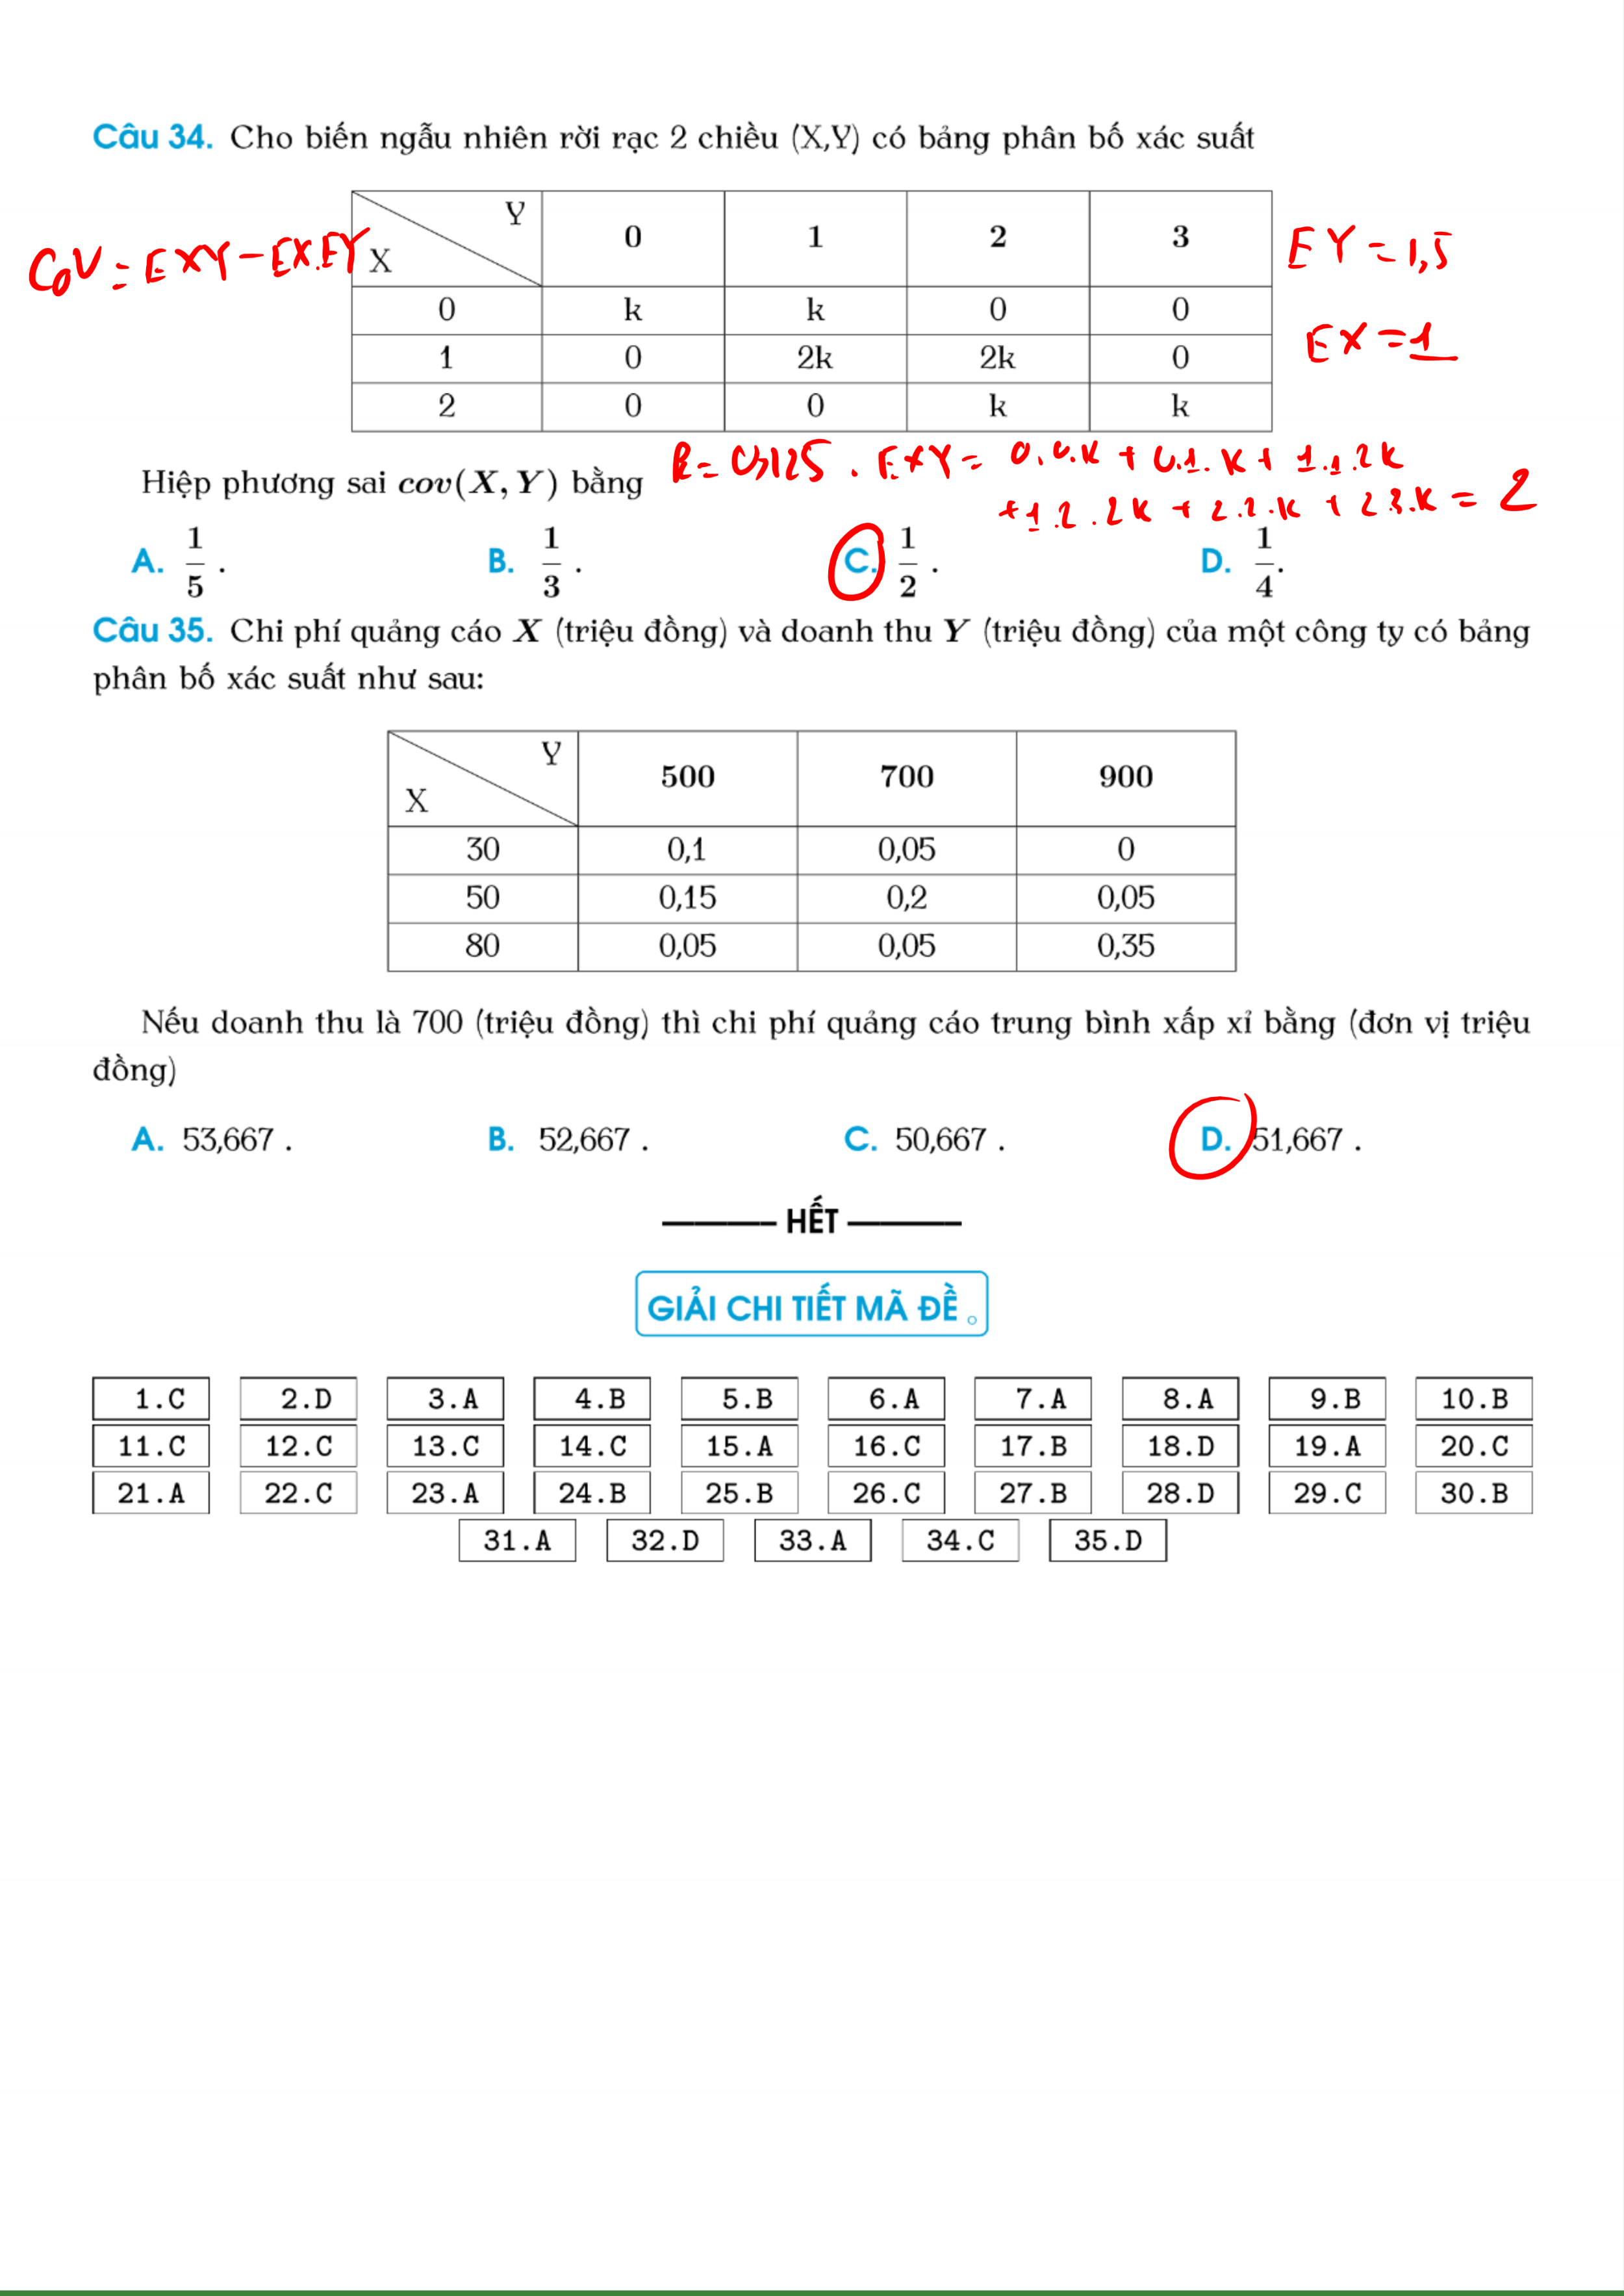 Câu 34. Cho biến ngẫu nhiên rời rạc 2 chiều (X,Y) có bảng phân bố xác suất
Cov = EXY - EX.EY
X Y 0 1 2 3
EY = 1,5
0 k k 0 0
EX = 1
1 0 2k 2k 0
2 0 0 k k
k = 0,125 . EXY = 0.0.k + 0.1.k + 1.1.2k
Hiệp phương sai cov(X, Y) bằng
+ 1.2.2k + 2.2.k + 2.3.k = 2
A. 1/5 . B. 1/3 . C. 1/2 . D. 1/4.
Câu 35. Chi phí quảng cáo X (triệu đồng) và doanh thu Y (triệu đồng) của một công ty có bảng
phân bố xác suất như sau:
X Y 500 700 900
30 0,1 0,05 0
50 0,15 0,2 0,05
80 0,05 0,05 0,35
Nếu doanh thu là 700 (triệu đồng) thì chi phí quảng cáo trung bình xấp xỉ bằng (đơn vị triệu
đồng)
A. 53,667 . B. 52,667 . C. 50,667 . D. 51,667 .
HẾT
GIẢI CHI TIẾT MÃ ĐỀ
1.C 2.D 3.A 4.B 5.B 6.A 7.A 8.A 9.B 10.B
11.C 12.C 13.C 14.C 15.A 16.C 17.B 18.D 19.A 20.C
21.A 22.C 23.A 24.B 25.B 26.C 27.B 28.D 29.C 30.B
31.A 32.D 33.A 34.C 35.D